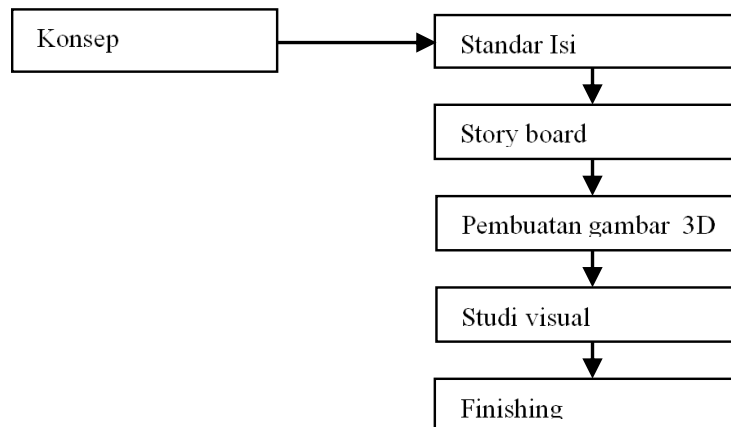 Konsep
Standar Isi
Story board
Pembuatan gambar 3D
Studi visual
Finishing